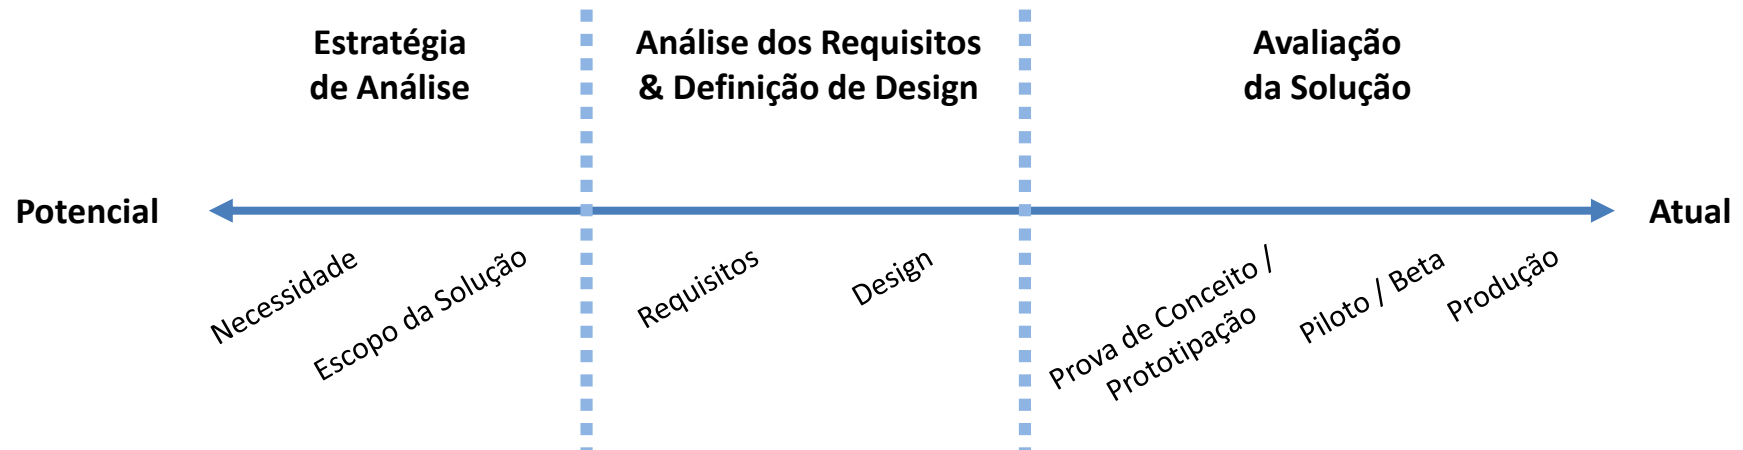 Estratégia
de Análise
Análise dos Requisitos
& Definição de Design
Avaliação
da Solução
Potencial
Atual
Necessidade
Escopo da Solução
Requisitos
Design
Prova de Conceito /
Prototipação
Piloto / Beta
Produção